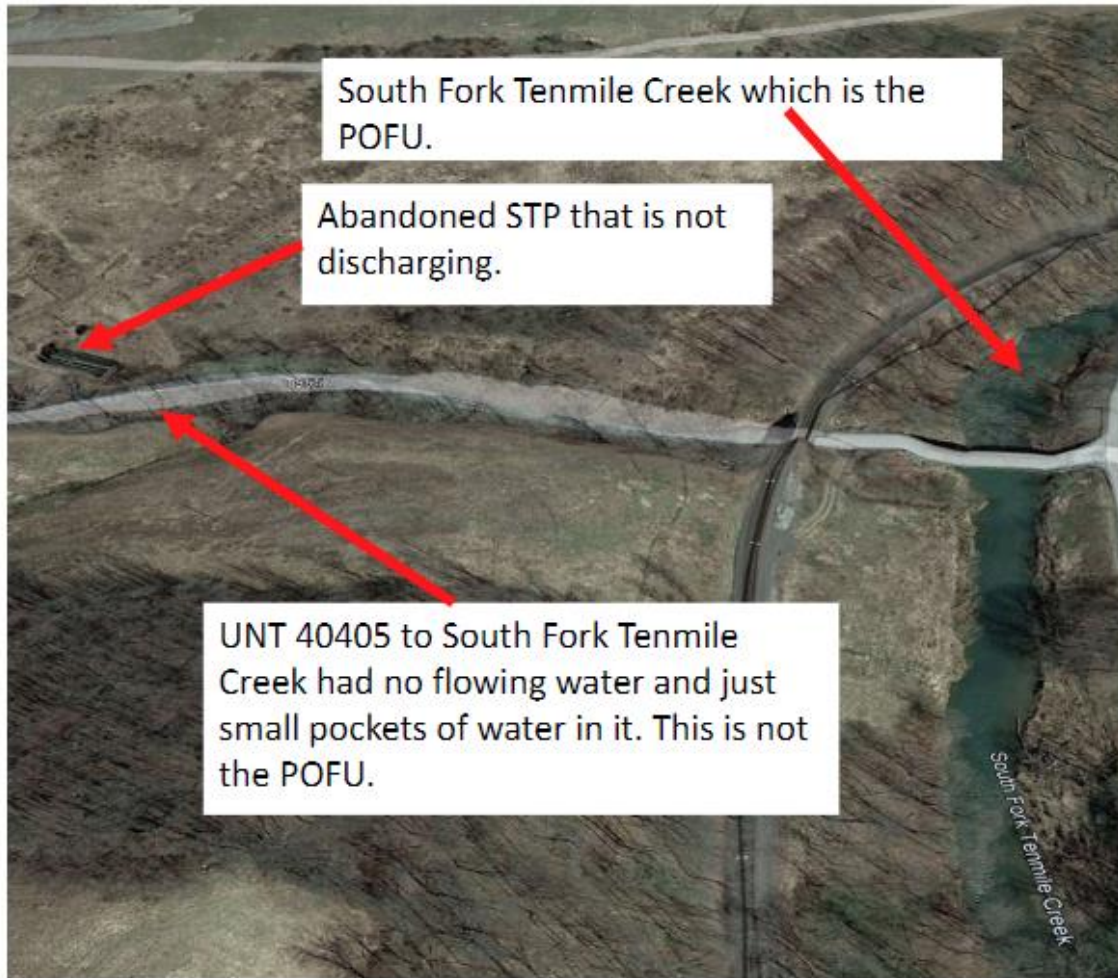 South Fork Tenmile Creek which is the
POFU.
Abandoned STP that is not
discharging.
UNT 40405 to South Fork Tenmile
Creek had no flowing water and just
small pockets of water in it. This is not
the POFU.
South Fork Tenmile Creek